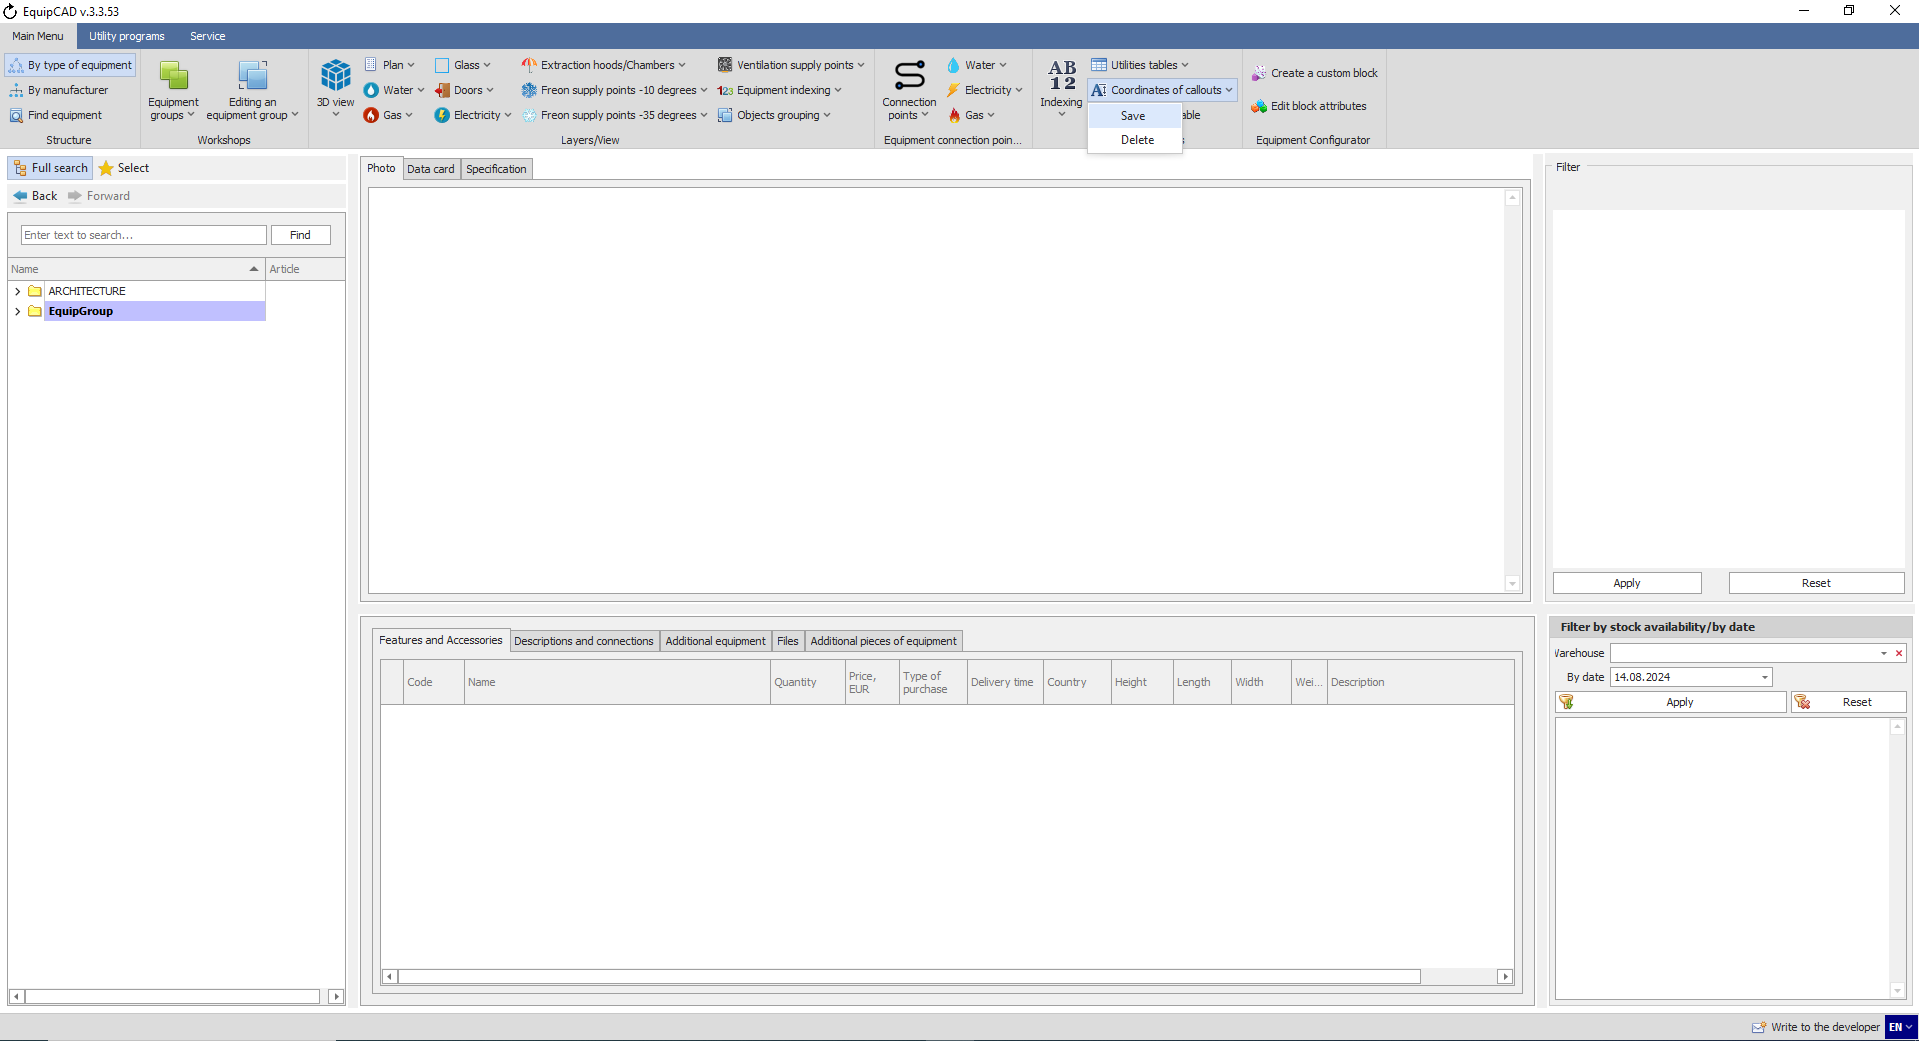 EquipCAD v.3.3.53
Main Menu
Utility programs
Service
By type of equipment
By manufacturer
Find equipment
Structure
Equipment groups
Editing an equipment group
Workshops
3D view
Plan
Water
Gas
Glass
Doors
Electricity
Extraction hoods/Chambers
Freon supply points -10 degrees
Freon supply points -35 degrees
Ventilation supply points
123 Equipment indexing
Objects grouping
Layers/View
Connection points
Water
Electricity
Gas
Equipment connection poin...
AB
12
Indexing
Utilities tables
Coordinates of callouts
able
Save
Delete
Create a custom block
Edit block attributes
Equipment Configurator
Full search
Select
Back
Forward
Enter text to search...
Find
Name
Article
ARCHITECTURE
EquipGroup
Photo
Data card
Specification
Filter
Apply
Reset
Features and Accessories
Descriptions and connections
Additional equipment
Files
Additional pieces of equipment
Code
Name
Quantity
Price, EUR
Type of purchase
Delivery time
Country
Height
Length
Width
Wei...
Description
Filter by stock availability/by date
Varehouse
By date
14.08.2024
Apply
Reset
Write to the developer
EN